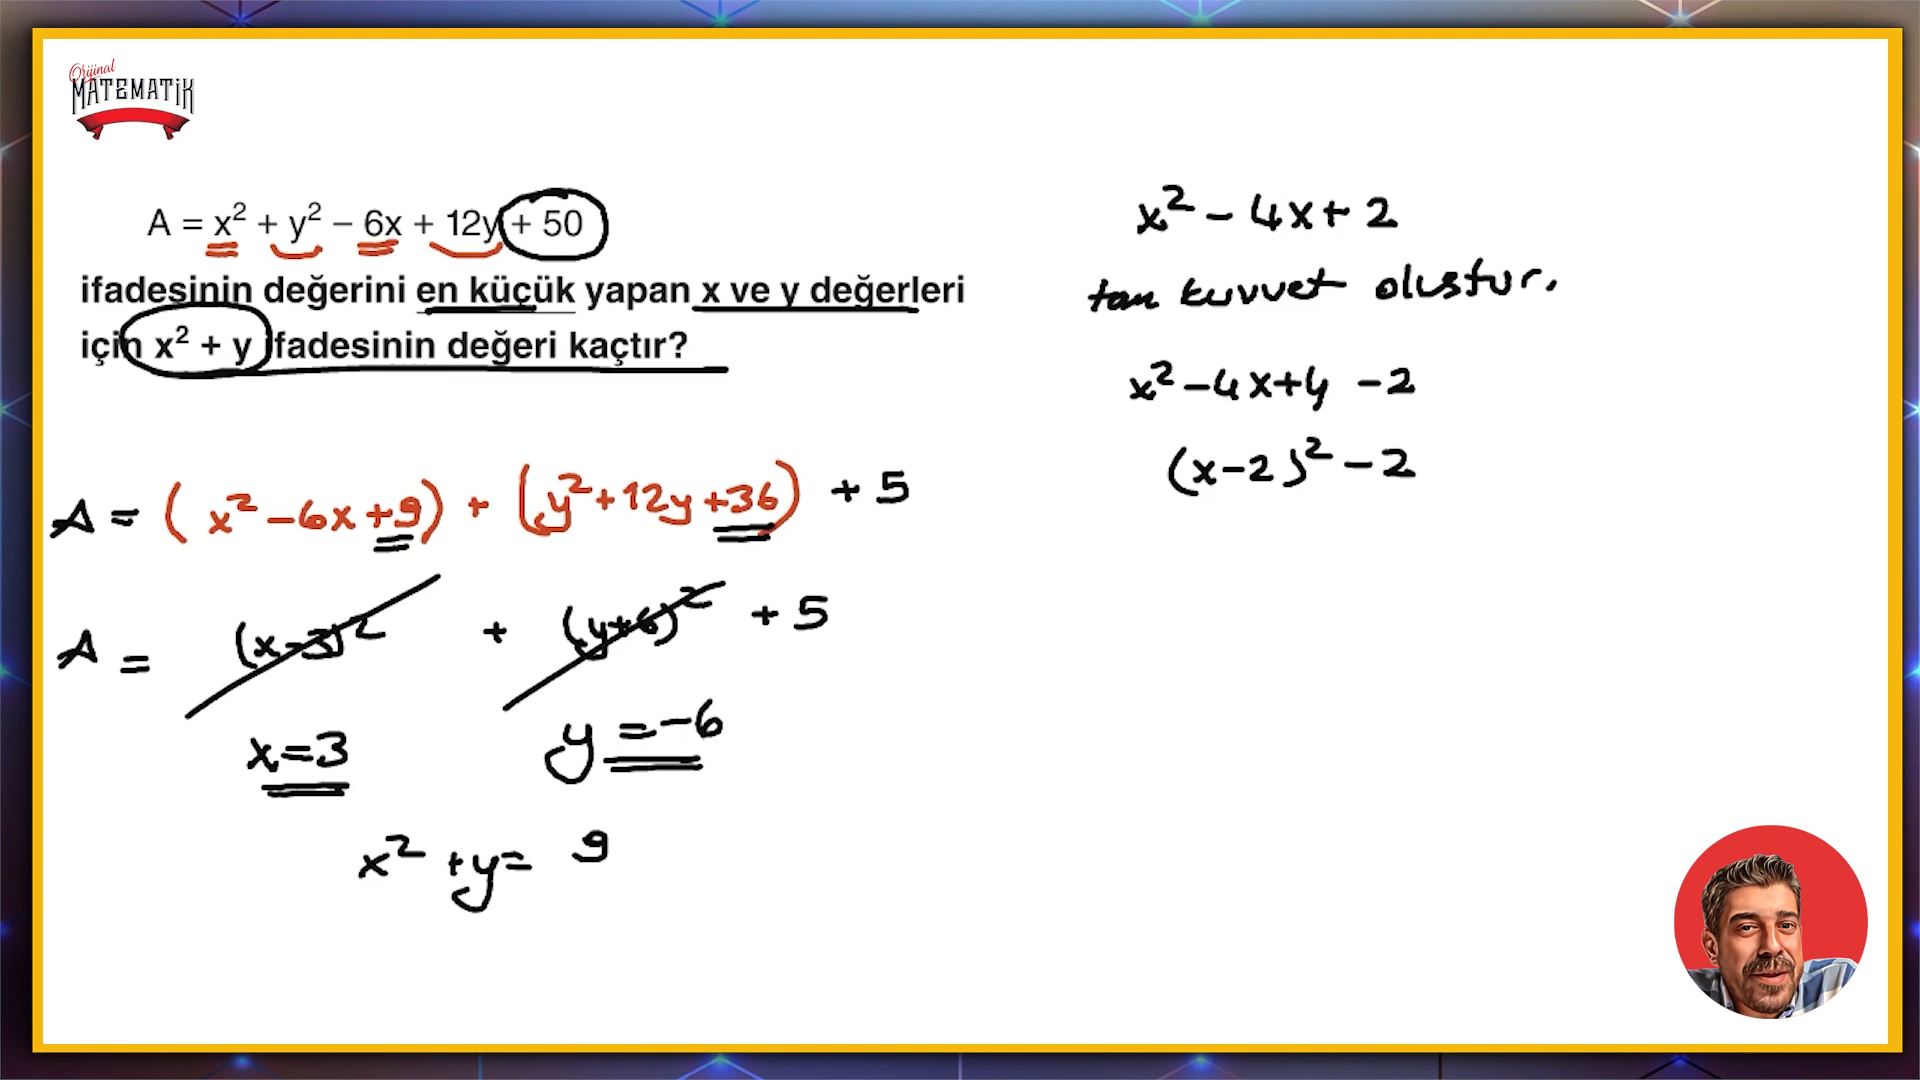 Orijinal
MATEMATİK
A = x² + y² − 6x + 12y + 50
ifadesinin değerini en küçük yapan x ve y değerleri
için x² + y ifadesinin değeri kaçtır?
A = (x² − 6x + 9) + (y² + 12y + 36) + 5
A = (x − 3)² + (y + 6)² + 5
x = 3 y = −6
x² + y = 9
x² − 4x + 2
tam kuvvet oluştur.
x² − 4x + 4 − 2
(x − 2)² − 2